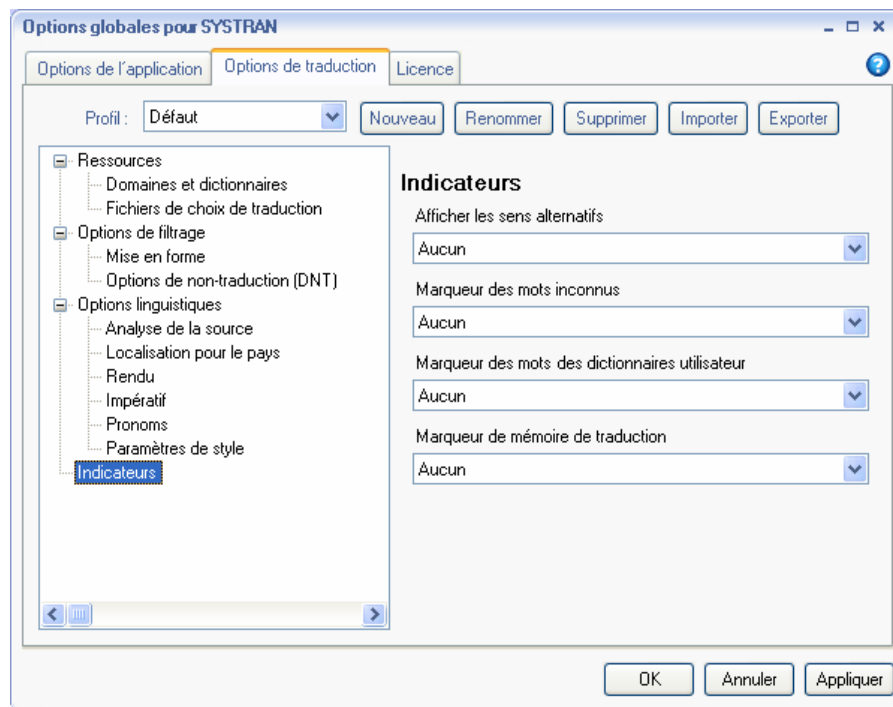 Options globales pour SYSTRAN
Options de l'application
Options de traduction
Licence
Profil :
Défaut
Nouveau
Renommer
Supprimer
Importer
Exporter
Ressources
Domaines et dictionnaires
Fichiers de choix de traduction
Options de filtrage
Mise en forme
Options de non-traduction (DNT)
Options linguistiques
Analyse de la source
Localisation pour le pays
Rendu
Impératif
Pronoms
Paramètres de style
Indicateurs
Indicateurs
Afficher les sens alternatifs
Aucun
Marqueur des mots inconnus
Aucun
Marqueur des mots des dictionnaires utilisateur
Aucun
Marqueur de mémoire de traduction
Aucun
OK
Annuler
Appliquer